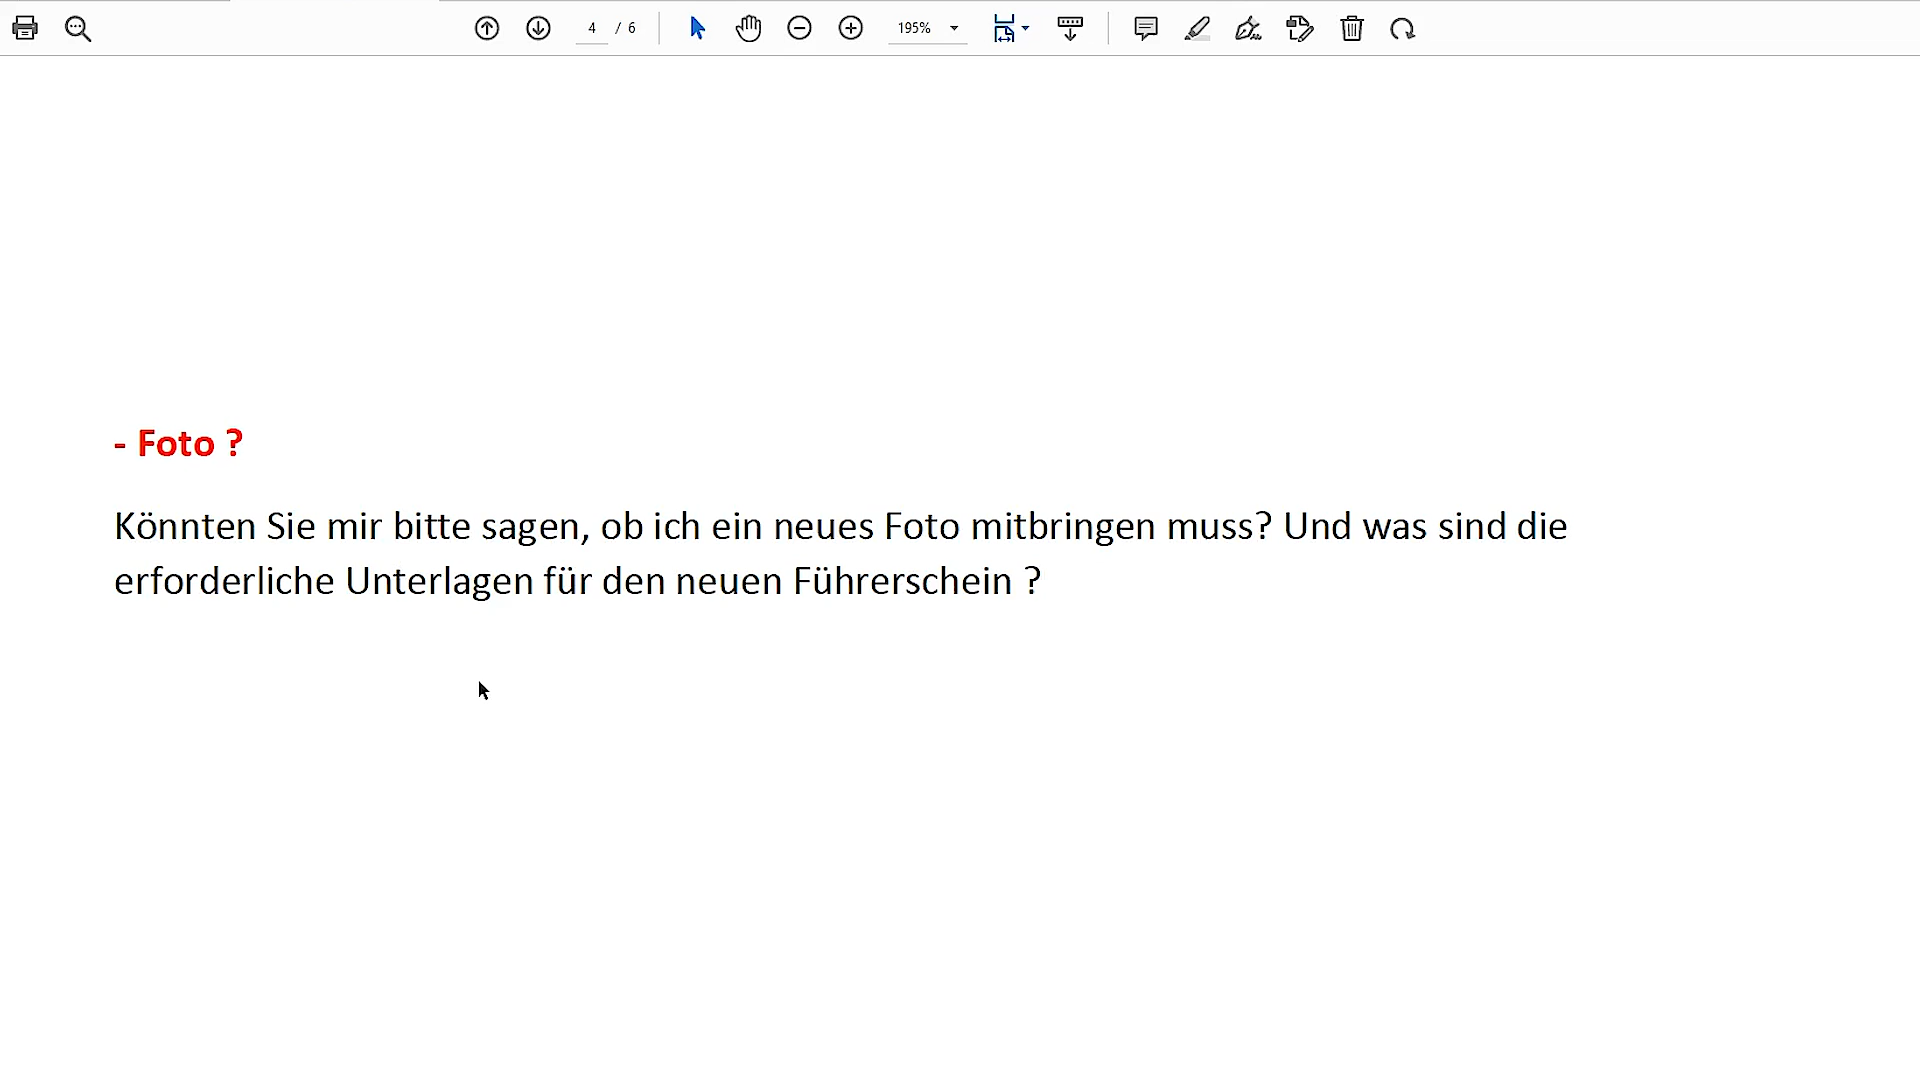 4 / 6 195%
- Foto ?
Könnten Sie mir bitte sagen, ob ich ein neues Foto mitbringen muss? Und was sind die
erforderliche Unterlagen für den neuen Führerschein ?